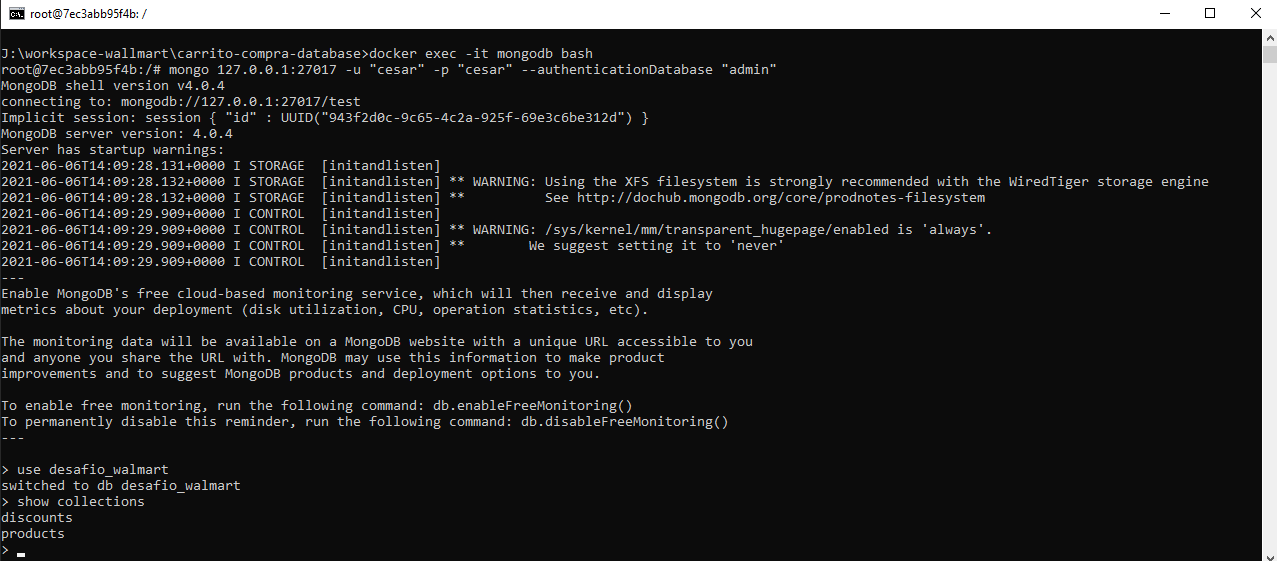 root@7ec3abb95f4b: /
J:\workspace-wallmart\carrito-compra-database>docker exec -it mongodb bash
root@7ec3abb95f4b:/# mongo 127.0.0.1:27017 -u "cesar" -p "cesar" --authenticationDatabase "admin"
MongoDB shell version v4.0.4
connecting to: mongodb://127.0.0.1:27017/test
Implicit session: session { "id" : UUID("943f2d0c-9c65-4c2a-925f-69e3c6be312d") }
MongoDB server version: 4.0.4
Server has startup warnings:
2021-06-06T14:09:28.131+0000 I STORAGE  [initandlisten]
2021-06-06T14:09:28.132+0000 I STORAGE  [initandlisten] ** WARNING: Using the XFS filesystem is strongly recommended with the WiredTiger storage engine
2021-06-06T14:09:28.132+0000 I STORAGE  [initandlisten] **          See http://dochub.mongodb.org/core/prodnotes-filesystem
2021-06-06T14:09:29.909+0000 I CONTROL  [initandlisten]
2021-06-06T14:09:29.909+0000 I CONTROL  [initandlisten] ** WARNING: /sys/kernel/mm/transparent_hugepage/enabled is 'always'.
2021-06-06T14:09:29.909+0000 I CONTROL  [initandlisten] **        We suggest setting it to 'never'
2021-06-06T14:09:29.909+0000 I CONTROL  [initandlisten]
---
Enable MongoDB's free cloud-based monitoring service, which will then receive and display
metrics about your deployment (disk utilization, CPU, operation statistics, etc).
The monitoring data will be available on a MongoDB website with a unique URL accessible to you
and anyone you share the URL with. MongoDB may use this information to make product
improvements and to suggest MongoDB products and deployment options to you.
To enable free monitoring, run the following command: db.enableFreeMonitoring()
To permanently disable this reminder, run the following command: db.disableFreeMonitoring()
---
> use desafio_walmart
switched to db desafio_walmart
> show collections
discounts
products
>